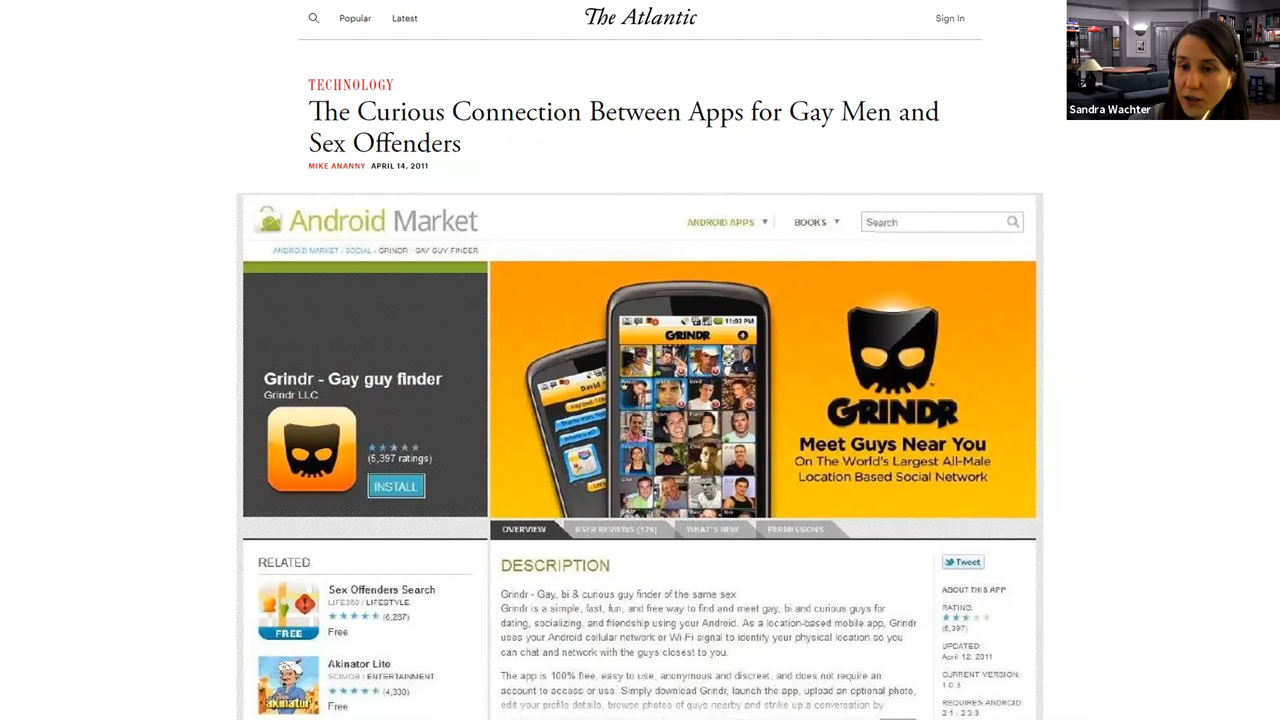 Popular
Latest
The Atlantic
Sign In
Sandra Wachter
TECHNOLOGY
The Curious Connection Between Apps for Gay Men and
Sex Offenders
MIKE ANANNY APRIL 14, 2011
Android Market
ANDROID APPS
BOOKS
Search
ANDROID MARKET › SOCIAL › GRINDR - GAY GUY FINDER
Grindr - Gay guy finder
Grindr LLC
(5,397 ratings)
INSTALL
11:03 PM
GRINDR
David
GRINDR
Meet Guys Near You
On The World's Largest All-Male
Location Based Social Network
OVERVIEW
USER REVIEWS (176)
WHAT'S NEW
PERMISSIONS
RELATED
Sex Offenders Search
LIFE360 / LIFESTYLE
(6,287)
Free
FREE
Akinator Lite
SCIMOB / ENTERTAINMENT
(4,330)
Free
akinator
DESCRIPTION
Grindr - Gay, bi & curious guy finder of the same sex
Grindr is a simple, fast, fun, and free way to find and meet gay, bi and curious guys for
dating, socializing, and friendship using your Android. As a location-based mobile app, Grindr
uses your Android cellular network or Wi-Fi signal to identify your physical location so you
can chat and network with the guys closest to you.
The app is 100% free, easy to use, anonymous and discreet, and does not require an
account to access or use. Simply download Grindr, launch the app, upload an optional photo,
edit your profile details, browse photos of guys nearby and strike up a conversation by
Tweet
ABOUT THIS APP
RATING:
(5,397)
UPDATED:
April 12, 2011
CURRENT VERSION:
1.0.3
REQUIRES ANDROID:
2.1 - 2.3.3